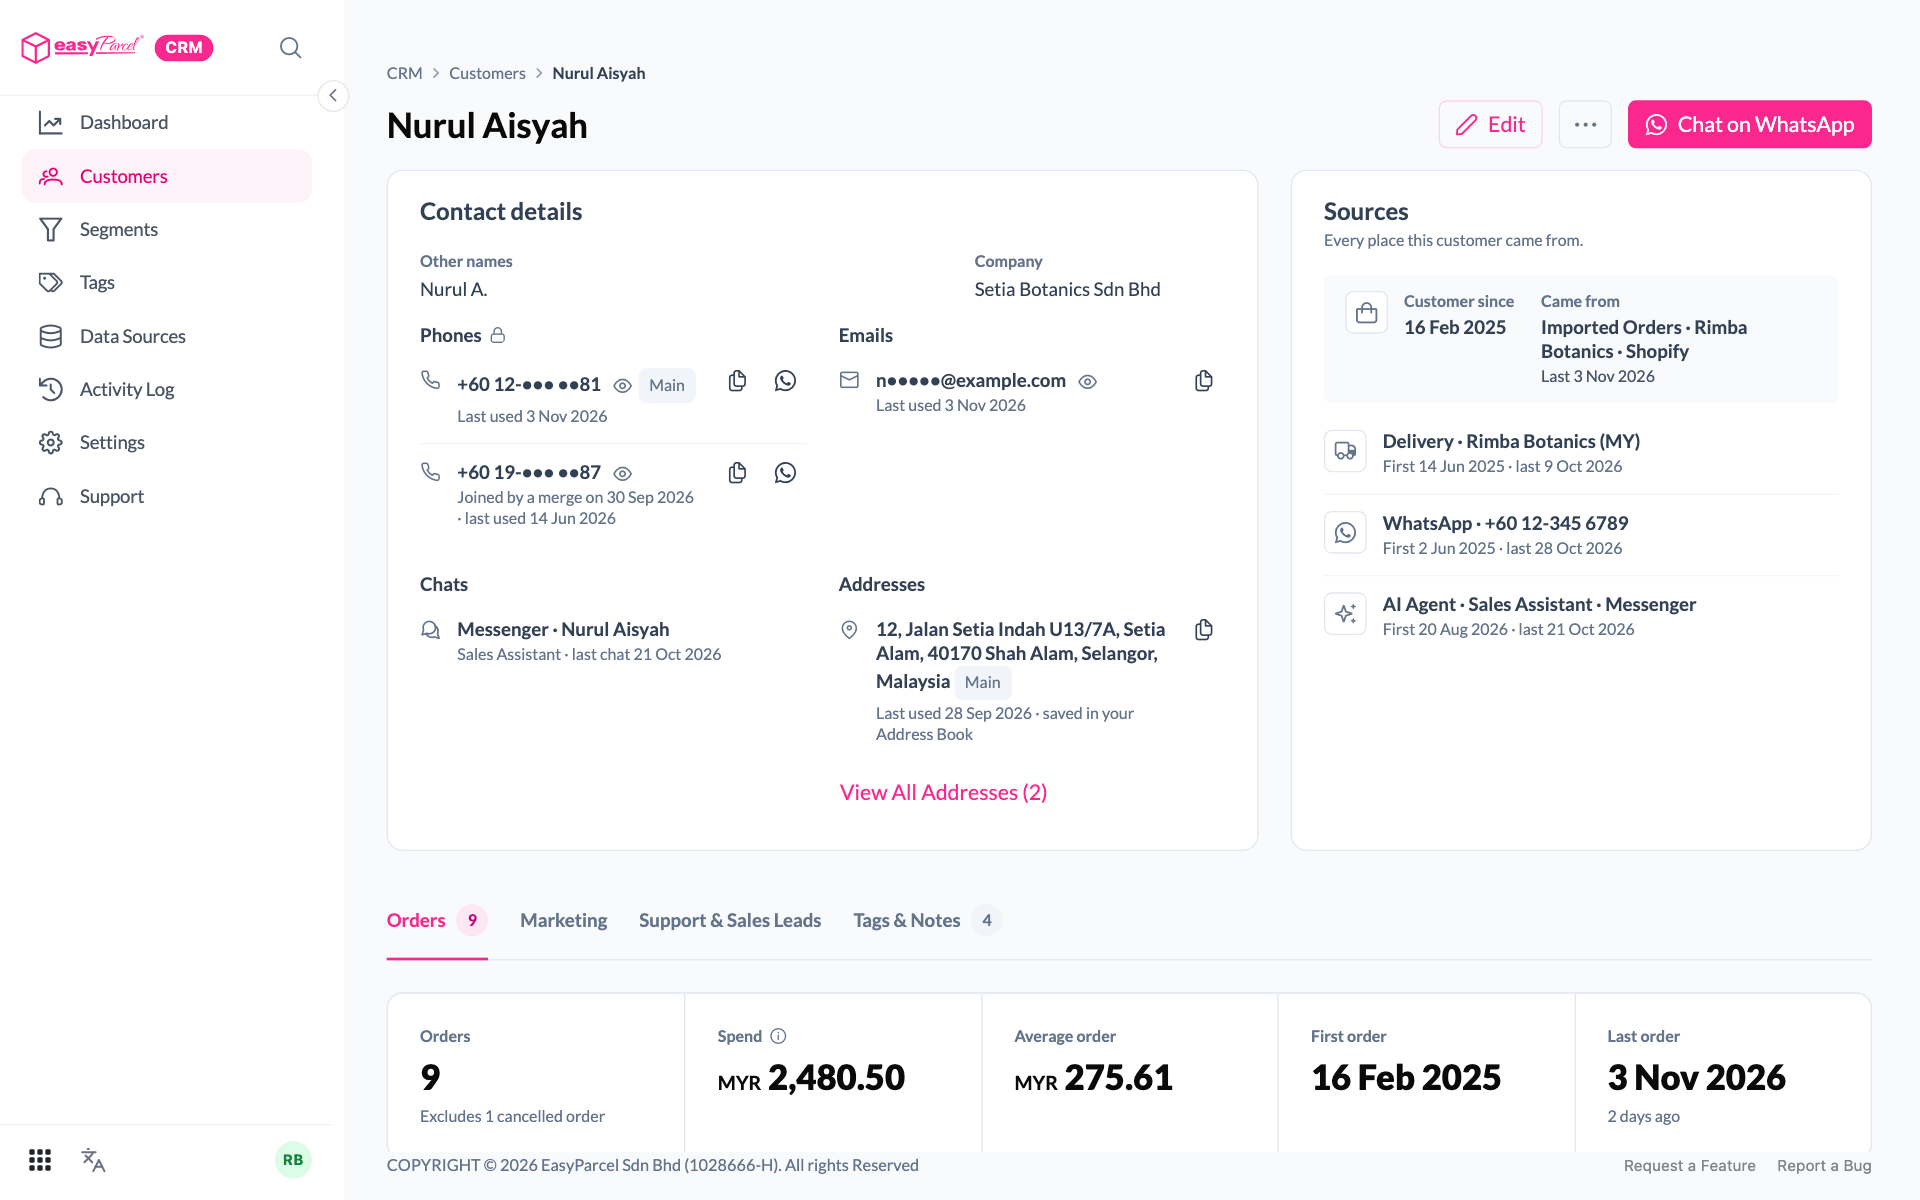 easyParcel CRM
Dashboard
Customers
Segments
Tags
Data Sources
Activity Log
Settings
Support
RB
CRM > Customers > Nurul Aisyah
Nurul Aisyah
Edit
Chat on WhatsApp
Contact details
Other names
Nurul A.
Company
Setia Botanics Sdn Bhd
Phones
+60 12-••• ••81 Main
Last used 3 Nov 2026
+60 19-••• ••87
Joined by a merge on 30 Sep 2026
· last used 14 Jun 2026
Emails
n•••••@example.com
Last used 3 Nov 2026
Chats
Messenger · Nurul Aisyah
Sales Assistant · last chat 21 Oct 2026
Addresses
12, Jalan Setia Indah U13/7A, Setia
Alam, 40170 Shah Alam, Selangor,
Malaysia Main
Last used 28 Sep 2026 · saved in your
Address Book
View All Addresses (2)
Sources
Every place this customer came from.
Customer since
16 Feb 2025
Came from
Imported Orders · Rimba
Botanics · Shopify
Last 3 Nov 2026
Delivery · Rimba Botanics (MY)
First 14 Jun 2025 · last 9 Oct 2026
WhatsApp · +60 12-345 6789
First 2 Jun 2025 · last 28 Oct 2026
AI Agent · Sales Assistant · Messenger
First 20 Aug 2026 · last 21 Oct 2026
Orders 9
Marketing
Support & Sales Leads
Tags & Notes 4
Orders
9
Excludes 1 cancelled order
Spend
MYR 2,480.50
Average order
MYR 275.61
First order
16 Feb 2025
Last order
3 Nov 2026
2 days ago
COPYRIGHT © 2026 EasyParcel Sdn Bhd (1028666-H). All rights Reserved
Request a Feature
Report a Bug